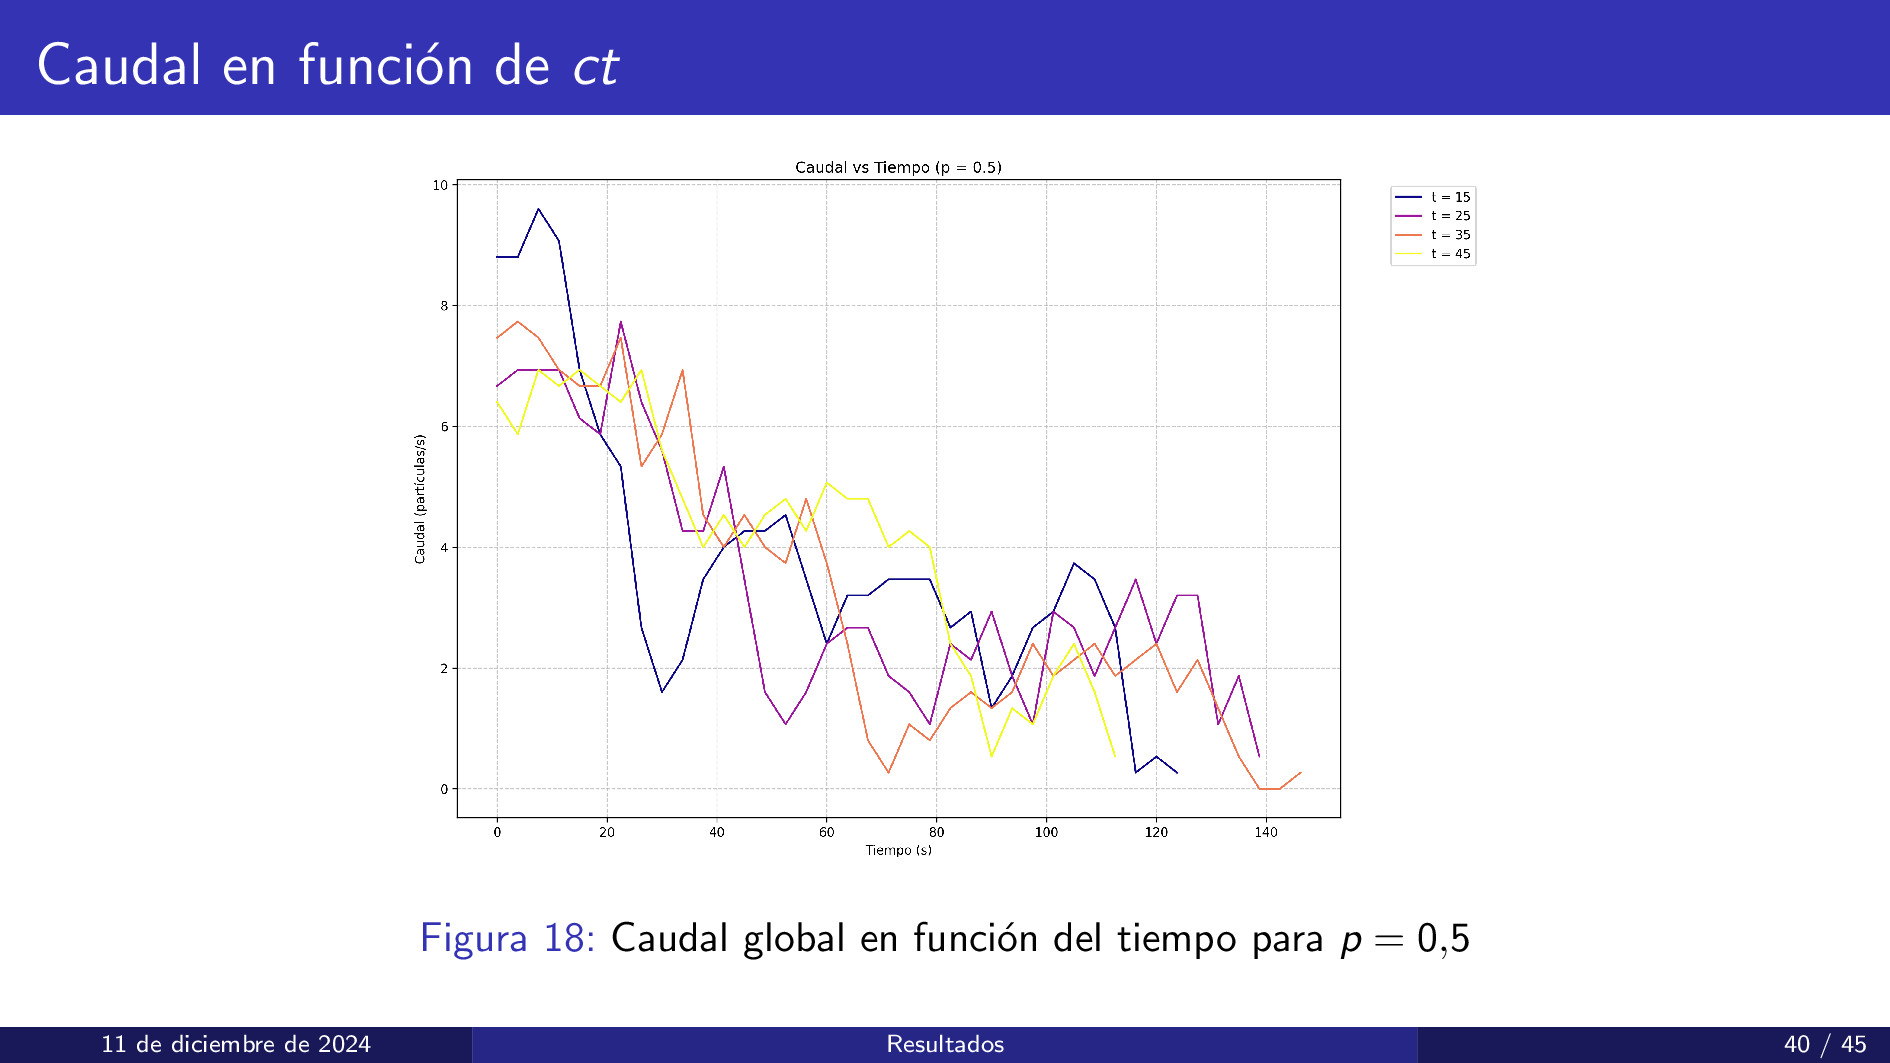 Caudal en función de ct
Caudal vs Tiempo (p = 0.5)
10
8
6
4
2
0
Caudal (partículas/s)
0 20 40 60 80 100 120 140
Tiempo (s)
t = 15
t = 25
t = 35
t = 45
Figura 18: Caudal global en función del tiempo para p = 0,5
11 de diciembre de 2024 Resultados 40 / 45